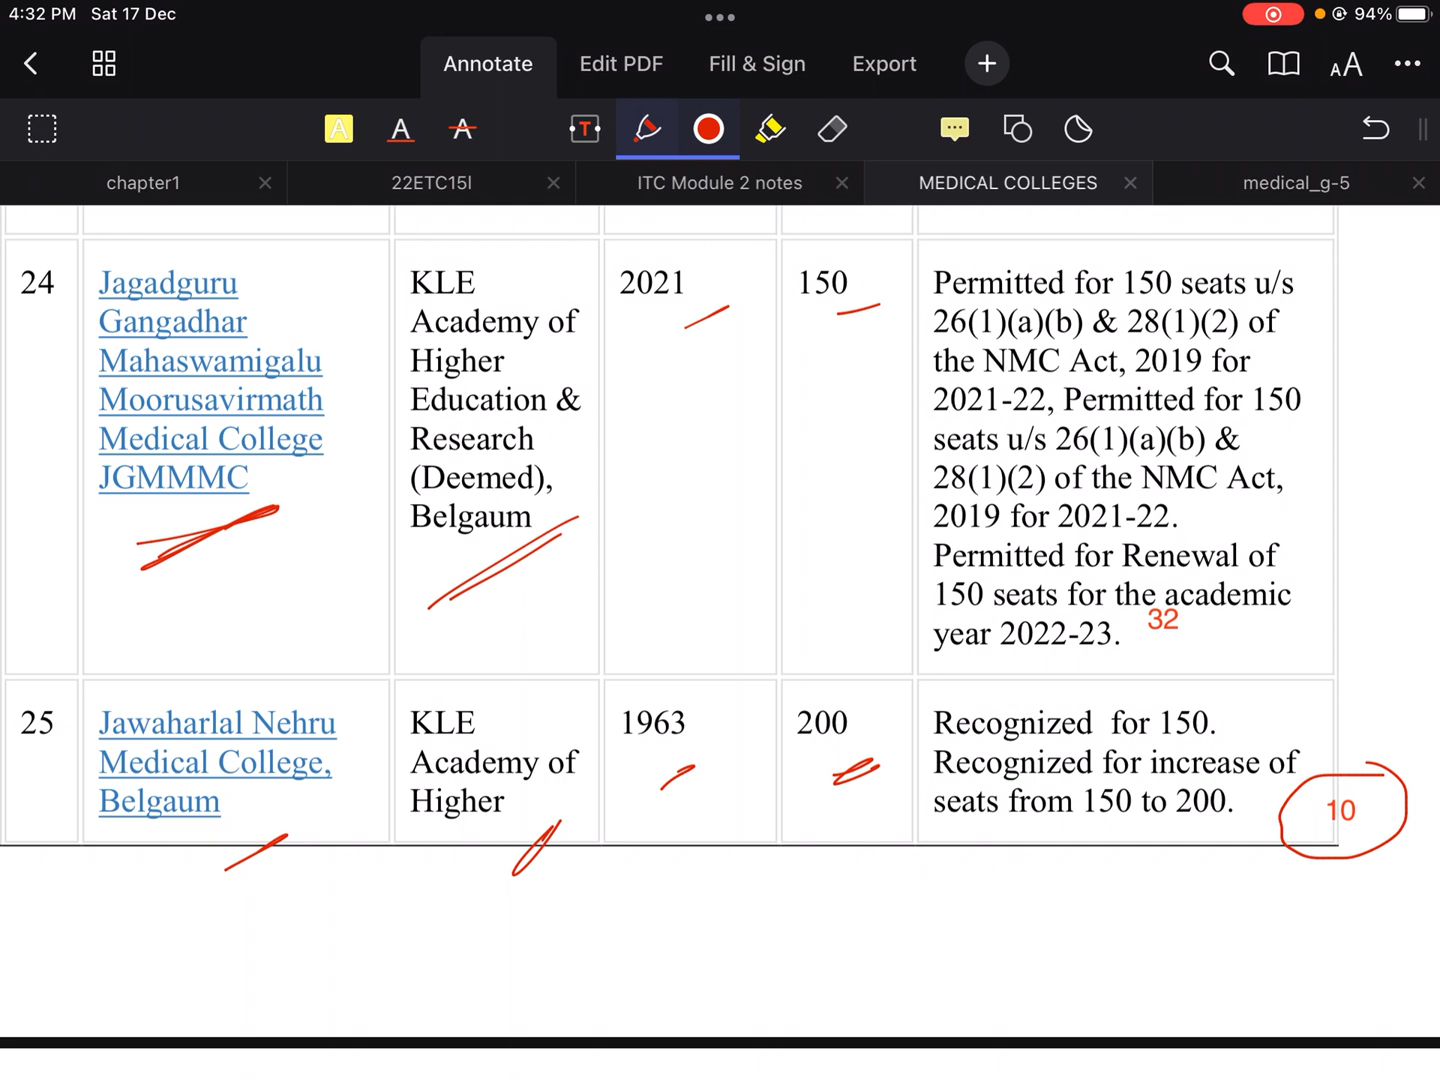 4:32 PM Sat 17 Dec
94%
Annotate
Edit PDF
Fill & Sign
Export
AA
A
A
A
T
chapter1
22ETC15I
ITC Module 2 notes
MEDICAL COLLEGES
medical_g-5
24
Jagadguru
Gangadhar
Mahaswamigalu
Moorusavirmath
Medical College
JGMMMC
KLE
Academy of
Higher
Education &
Research
(Deemed),
Belgaum
2021
150
Permitted for 150 seats u/s
26(1)(a)(b) & 28(1)(2) of
the NMC Act, 2019 for
2021-22, Permitted for 150
seats u/s 26(1)(a)(b) &
28(1)(2) of the NMC Act,
2019 for 2021-22.
Permitted for Renewal of
150 seats for the academic
year 2022-23.
32
25
Jawaharlal Nehru
Medical College,
Belgaum
KLE
Academy of
Higher
1963
200
Recognized for 150.
Recognized for increase of
seats from 150 to 200.
10